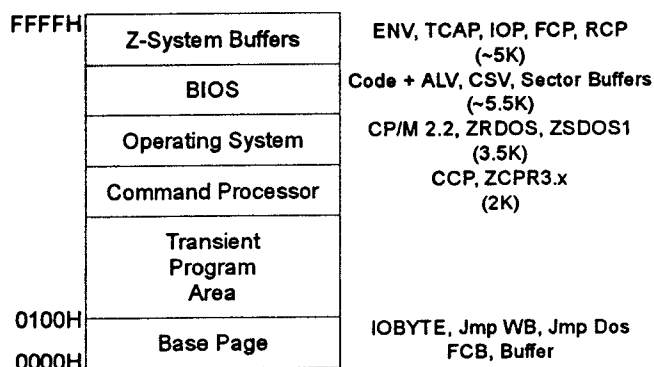 FFFFH
Z-System Buffers
ENV, TCAP, IOP, FCP, RCP
(~5K)
BIOS
Code + ALV, CSV, Sector Buffers
(~5.5K)
Operating System
CP/M 2.2, ZRDOS, ZSDOS1
(3.5K)
Command Processor
CCP, ZCPR3.x
(2K)
Transient
Program
Area
0100H
Base Page
IOBYTE, Jmp WB, Jmp Dos
FCB, Buffer
0000H